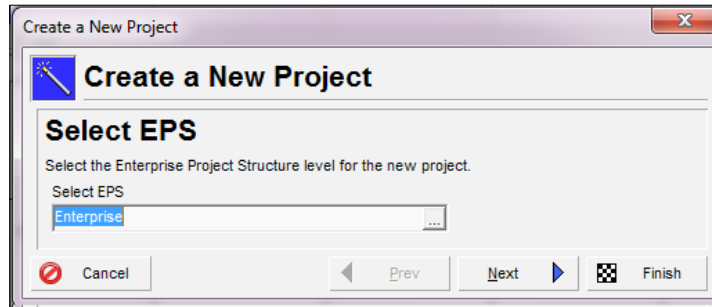 Create a New Project
Create a New Project
Select EPS
Select the Enterprise Project Structure level for the new project.
Select EPS
Enterprise
...
Cancel Prev Next Finish